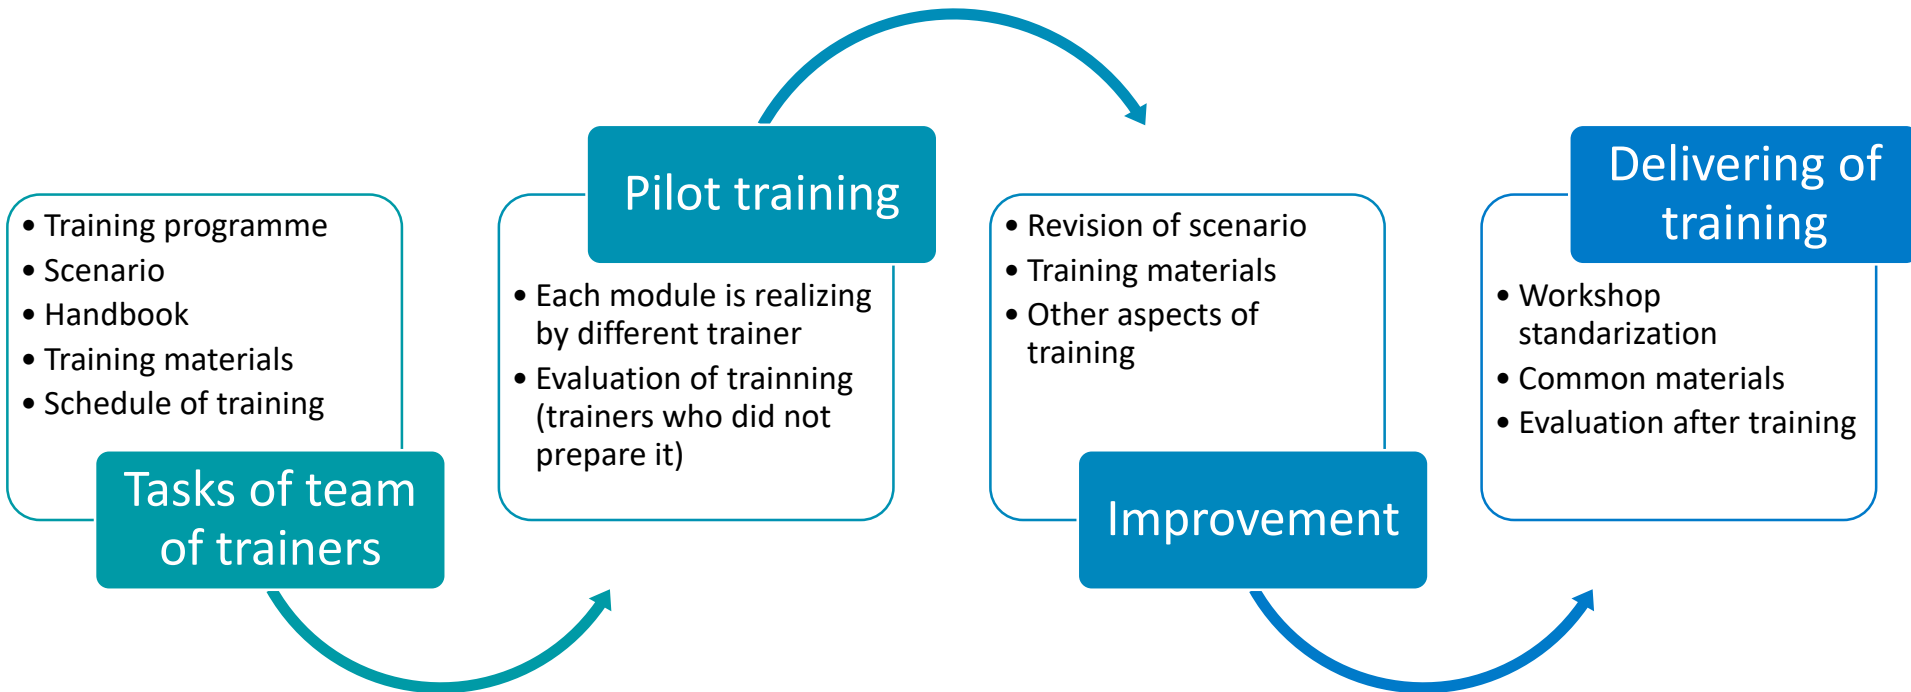 • Training programme
• Scenario
• Handbook
• Training materials
• Schedule of training
Tasks of team
of trainers
Pilot training
• Each module is realizing
by different trainer
• Evaluation of trainning
(trainers who did not
prepare it)
• Revision of scenario
• Training materials
• Other aspects of
training
Improvement
Delivering of
training
• Workshop
standarization
• Common materials
• Evaluation after training